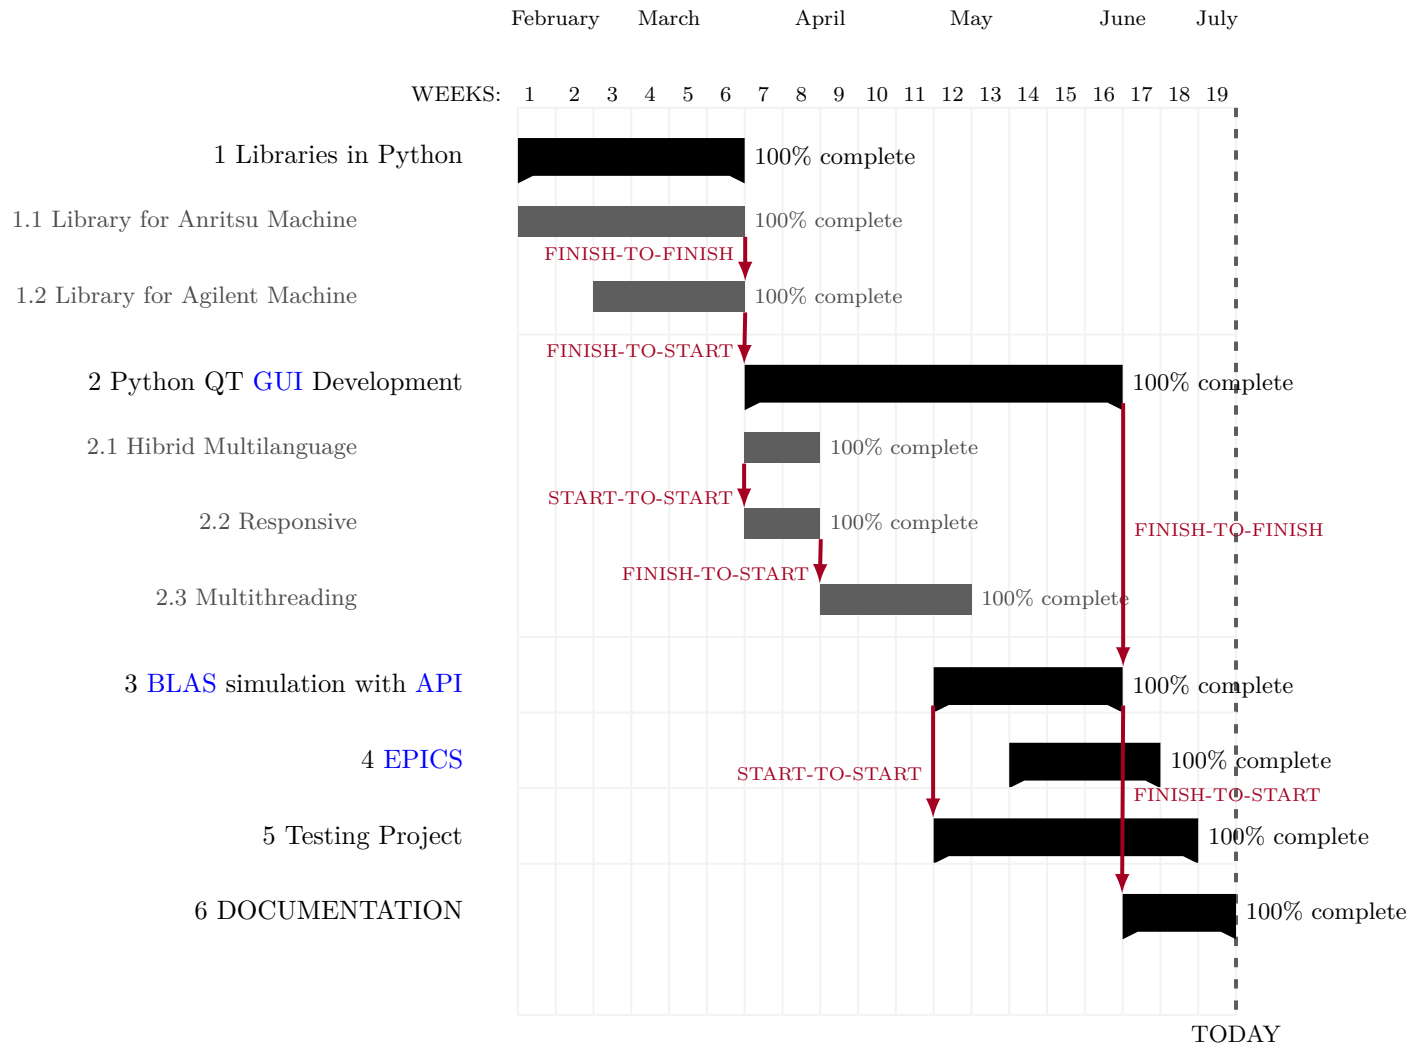 February March April May June July
WEEKS: 1 2 3 4 5 6 7 8 9 10 11 12 13 14 15 16 17 18 19
1 Libraries in Python 100% complete
1.1 Library for Anritsu Machine 100% complete
FINISH-TO-FINISH
1.2 Library for Agilent Machine 100% complete
FINISH-TO-START
2 Python QT GUI Development 100% complete
2.1 Hibrid Multilanguage 100% complete
START-TO-START
2.2 Responsive 100% complete
FINISH-TO-FINISH
FINISH-TO-START
2.3 Multithreading 100% complete
3 BLAS simulation with API 100% complete
4 EPICS 100% complete
START-TO-START
FINISH-TO-START
5 Testing Project 100% complete
6 DOCUMENTATION 100% complete
TODAY